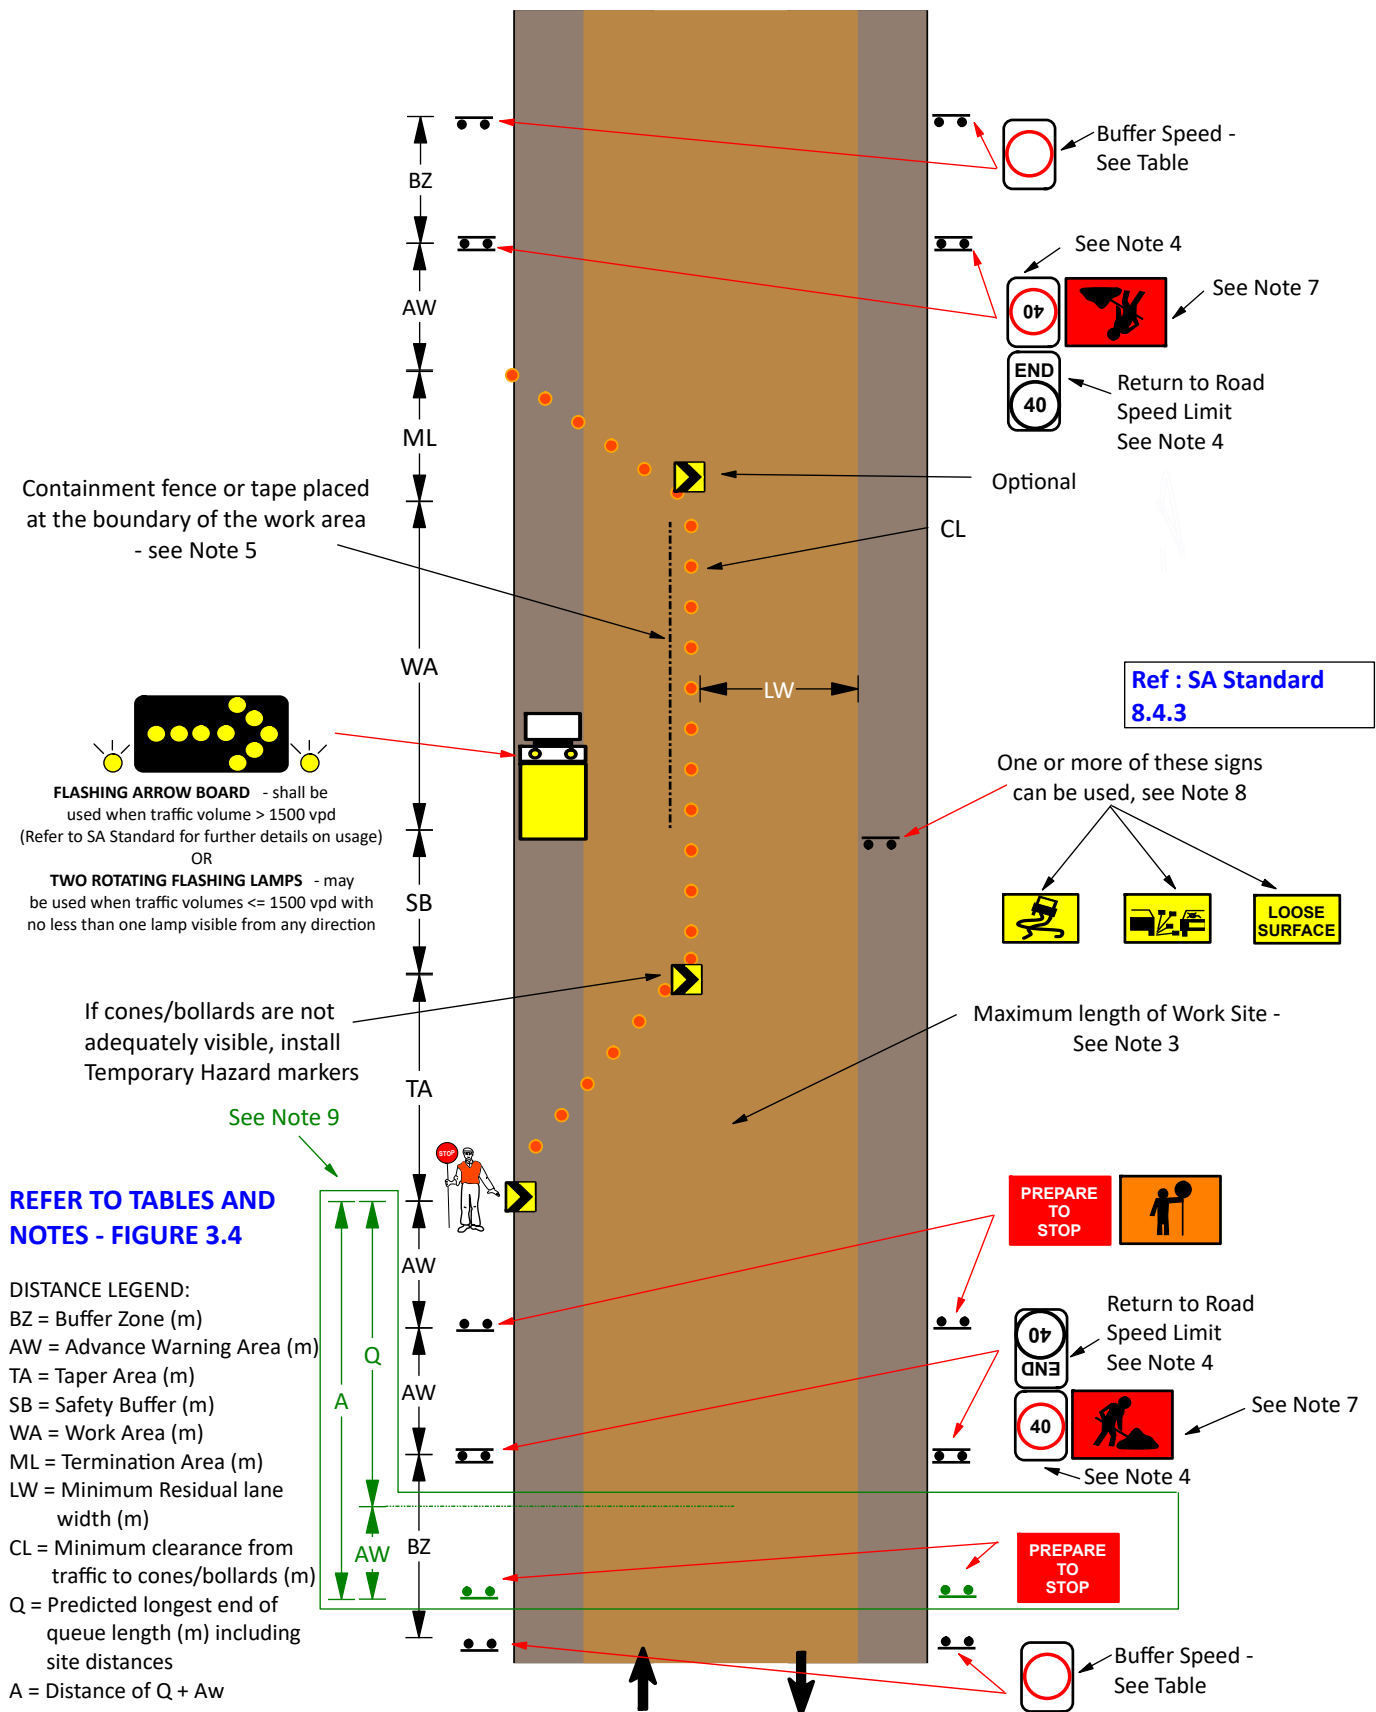 Buffer Speed -
See Table
BZ
See Note 4
AW
40
See Note 7
END
40
Return to Road
Speed Limit
See Note 4
ML
Optional
Containment fence or tape placed
at the boundary of the work area
- see Note 5
CL
WA
LW
Ref : SA Standard
8.4.3
One or more of these signs
can be used, see Note 8
FLASHING ARROW BOARD - shall be
used when traffic volume > 1500 vpd
(Refer to SA Standard for further details on usage)
OR
TWO ROTATING FLASHING LAMPS - may
be used when traffic volumes <= 1500 vpd with
no less than one lamp visible from any direction
SB
LOOSE
SURFACE
If cones/bollards are not
adequately visible, install
Temporary Hazard markers
Maximum length of Work Site -
See Note 3
TA
See Note 9
STOP
REFER TO TABLES AND
NOTES - FIGURE 3.4
PREPARE
TO
STOP
AW
DISTANCE LEGEND:
BZ = Buffer Zone (m)
AW = Advance Warning Area (m)
TA = Taper Area (m)
SB = Safety Buffer (m)
WA = Work Area (m)
ML = Termination Area (m)
LW = Minimum Residual lane
width (m)
CL = Minimum clearance from
traffic to cones/bollards (m)
Q = Predicted longest end of
queue length (m) including
site distances
A = Distance of Q + Aw
Q
A
AW
40
END
Return to Road
Speed Limit
See Note 4
40
See Note 7
See Note 4
AW
BZ
PREPARE
TO
STOP
Buffer Speed -
See Table